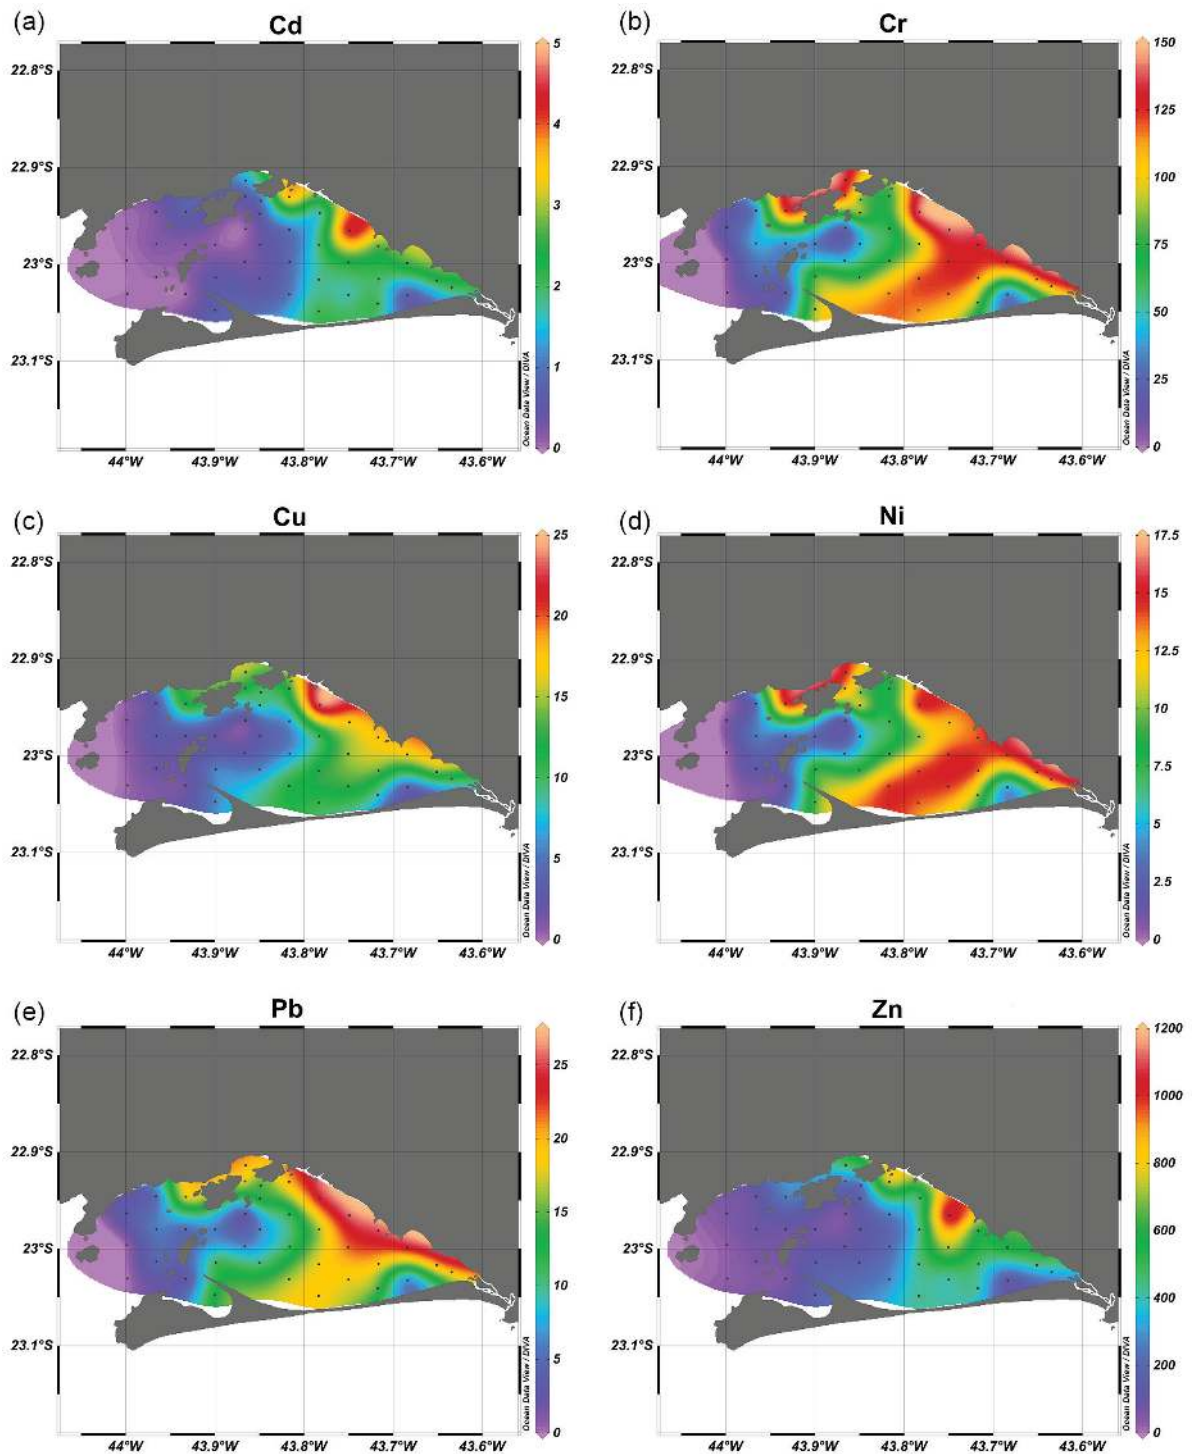 (a) Cd
5
4
3
2
1
0
22.8°S
22.9°S
23°S
23.1°S
44°W 43.9°W 43.8°W 43.7°W 43.6°W
Ocean Data View / DIVA
(b) Cr
150
125
100
75
50
25
0
22.8°S
22.9°S
23°S
23.1°S
44°W 43.9°W 43.8°W 43.7°W 43.6°W
Ocean Data View / DIVA
(c) Cu
25
20
15
10
5
0
22.8°S
22.9°S
23°S
23.1°S
44°W 43.9°W 43.8°W 43.7°W 43.6°W
Ocean Data View / DIVA
(d) Ni
17.5
15
12.5
10
7.5
5
2.5
0
22.8°S
22.9°S
23°S
23.1°S
44°W 43.9°W 43.8°W 43.7°W 43.6°W
Ocean Data View / DIVA
(e) Pb
25
20
15
10
5
0
22.8°S
22.9°S
23°S
23.1°S
44°W 43.9°W 43.8°W 43.7°W 43.6°W
Ocean Data View / DIVA
(f) Zn
1200
1000
800
600
400
200
0
22.8°S
22.9°S
23°S
23.1°S
44°W 43.9°W 43.8°W 43.7°W 43.6°W
Ocean Data View / DIVA